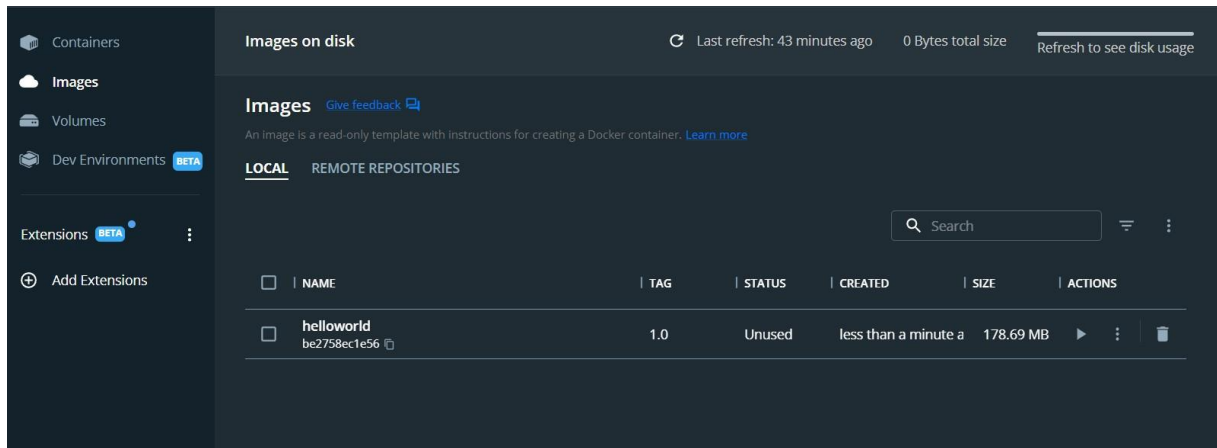 Containers
Images
Volumes
Dev Environments BETA
Extensions BETA
Add Extensions
Images on disk
Last refresh: 43 minutes ago
0 Bytes total size
Refresh to see disk usage
Images Give feedback
An image is a read-only template with instructions for creating a Docker container. Learn more
LOCAL REMOTE REPOSITORIES
Search
NAME TAG STATUS CREATED SIZE ACTIONS
helloworld 1.0 Unused less than a minute a 178.69 MB
be2758ec1e56